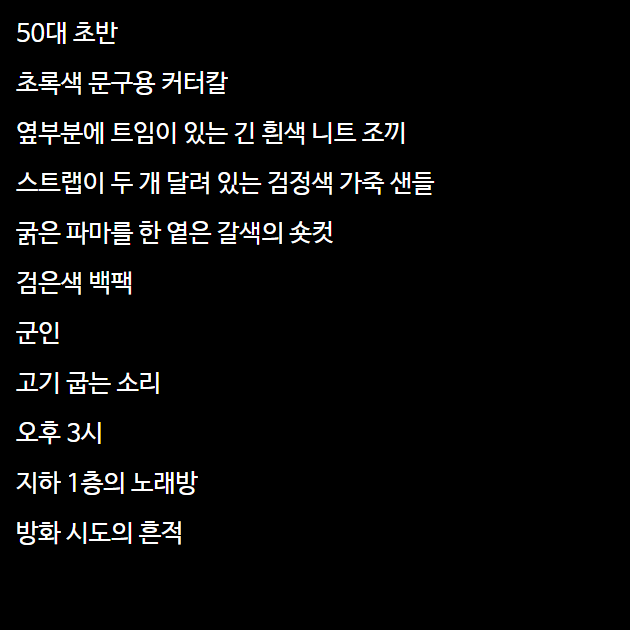 50대 초반
초록색 문구용 커터칼
옆부분에 트임이 있는 긴 흰색 니트 조끼
스트랩이 두 개 달려 있는 검정색 가죽 샌들
굵은 파마를 한 옅은 갈색의 숏컷
검은색 백팩
군인
고기 굽는 소리
오후 3시
지하 1층의 노래방
방화 시도의 흔적